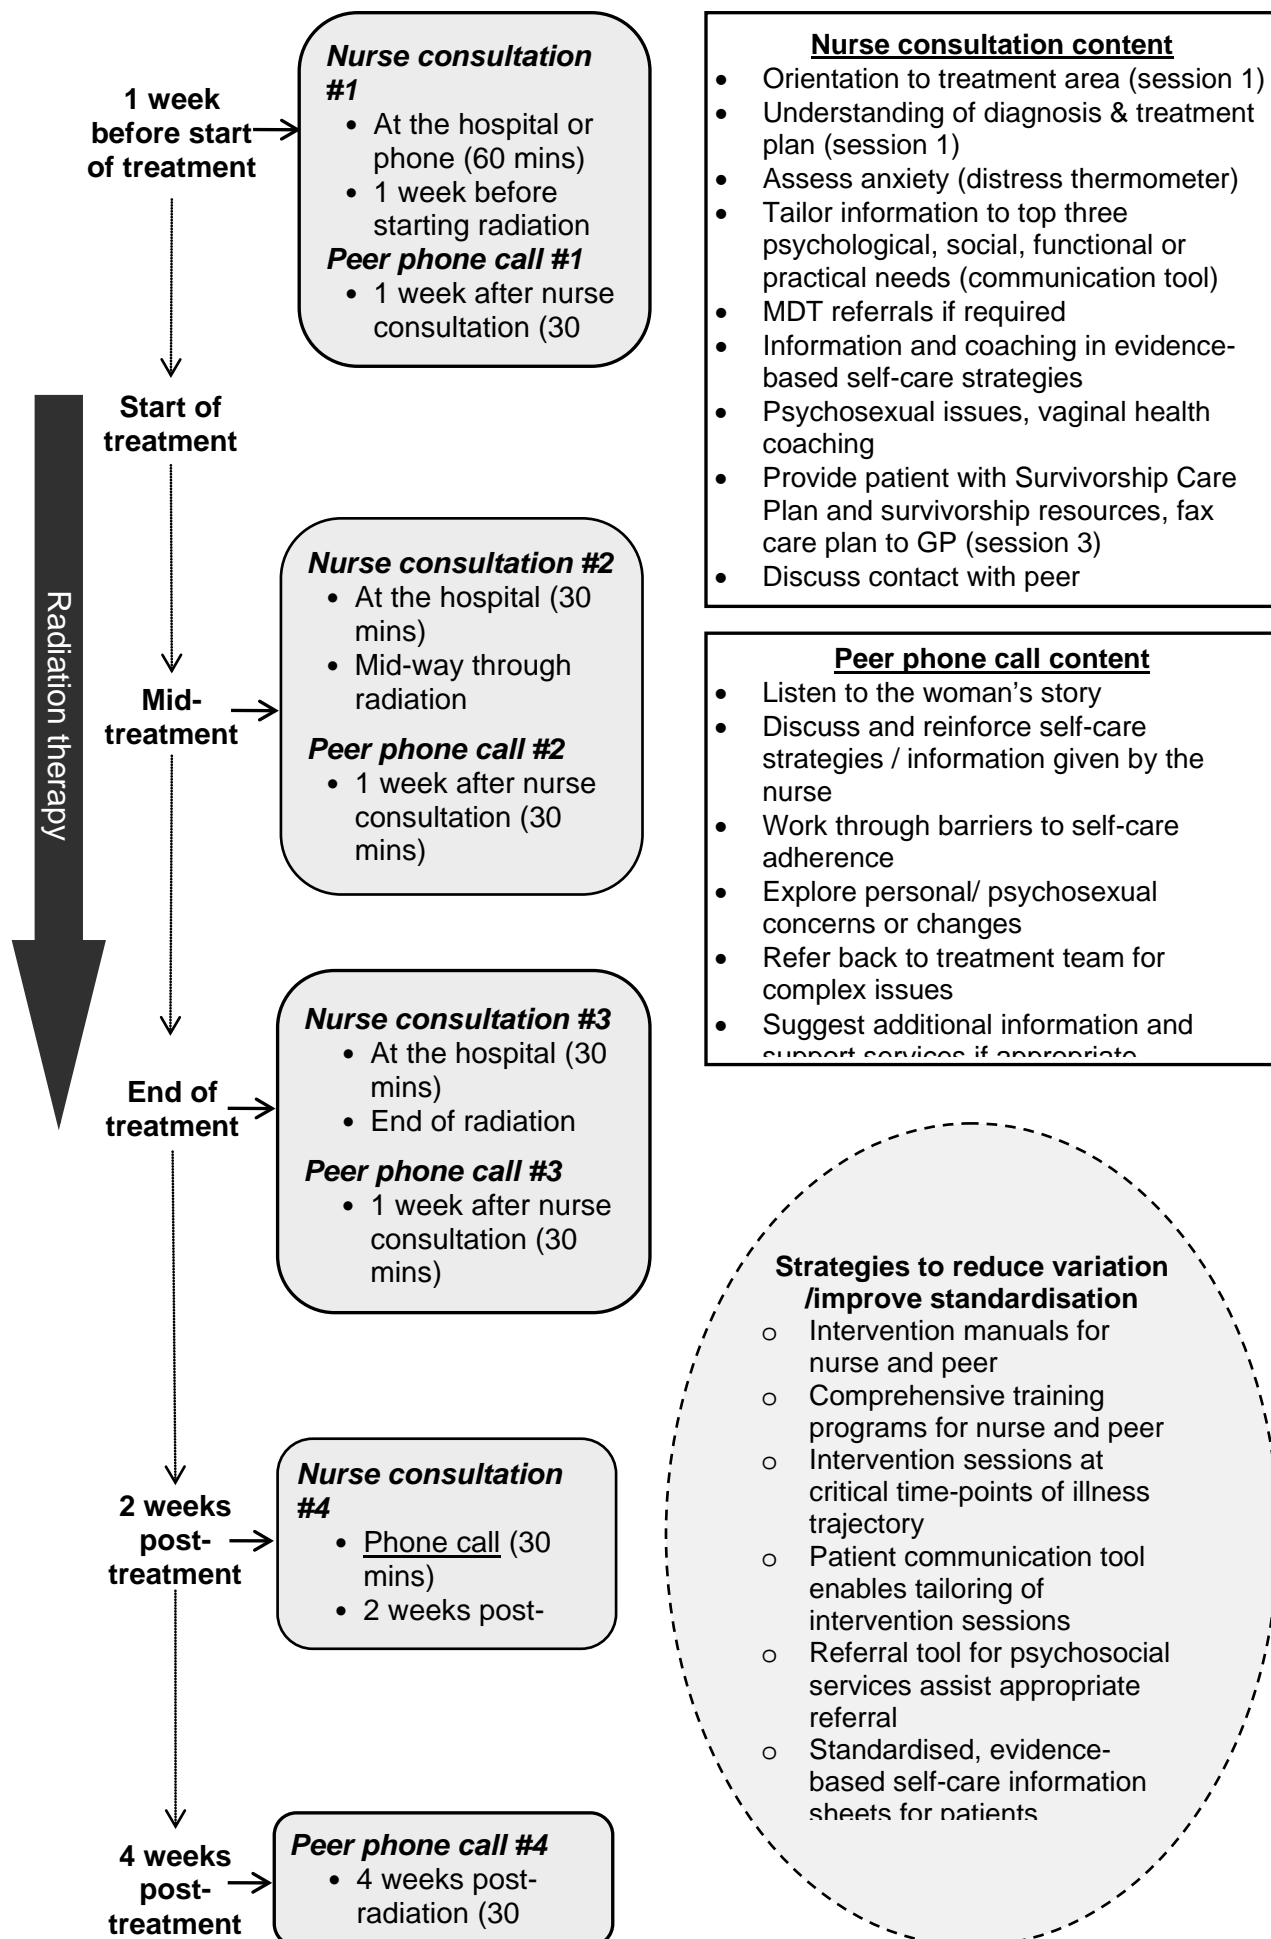 1 week
before start
of treatment
Nurse consultation
#1
• At the hospital or
phone (60 mins)
• 1 week before
starting radiation
Peer phone call #1
• 1 week after nurse
consultation (30
Start of
treatment
Radiation therapy
Mid-
treatment
Nurse consultation #2
• At the hospital (30
mins)
• Mid-way through
radiation
Peer phone call #2
• 1 week after nurse
consultation (30
mins)
End of
treatment
Nurse consultation #3
• At the hospital (30
mins)
• End of radiation
Peer phone call #3
• 1 week after nurse
consultation (30
mins)
2 weeks
post-
treatment
Nurse consultation
#4
• Phone call (30
mins)
• 2 weeks post-
4 weeks
post-
treatment
Peer phone call #4
• 4 weeks post-
radiation (30
Nurse consultation content
• Orientation to treatment area (session 1)
• Understanding of diagnosis & treatment
plan (session 1)
• Assess anxiety (distress thermometer)
• Tailor information to top three
psychological, social, functional or
practical needs (communication tool)
• MDT referrals if required
• Information and coaching in evidence-
based self-care strategies
• Psychosexual issues, vaginal health
coaching
• Provide patient with Survivorship Care
Plan and survivorship resources, fax
care plan to GP (session 3)
• Discuss contact with peer
Peer phone call content
• Listen to the woman's story
• Discuss and reinforce self-care
strategies / information given by the
nurse
• Work through barriers to self-care
adherence
• Explore personal/ psychosexual
concerns or changes
• Refer back to treatment team for
complex issues
• Suggest additional information and
support services if appropriate
Strategies to reduce variation
/improve standardisation
o Intervention manuals for
nurse and peer
o Comprehensive training
programs for nurse and peer
o Intervention sessions at
critical time-points of illness
trajectory
o Patient communication tool
enables tailoring of
intervention sessions
o Referral tool for psychosocial
services assist appropriate
referral
o Standardised, evidence-
based self-care information
sheets for patients